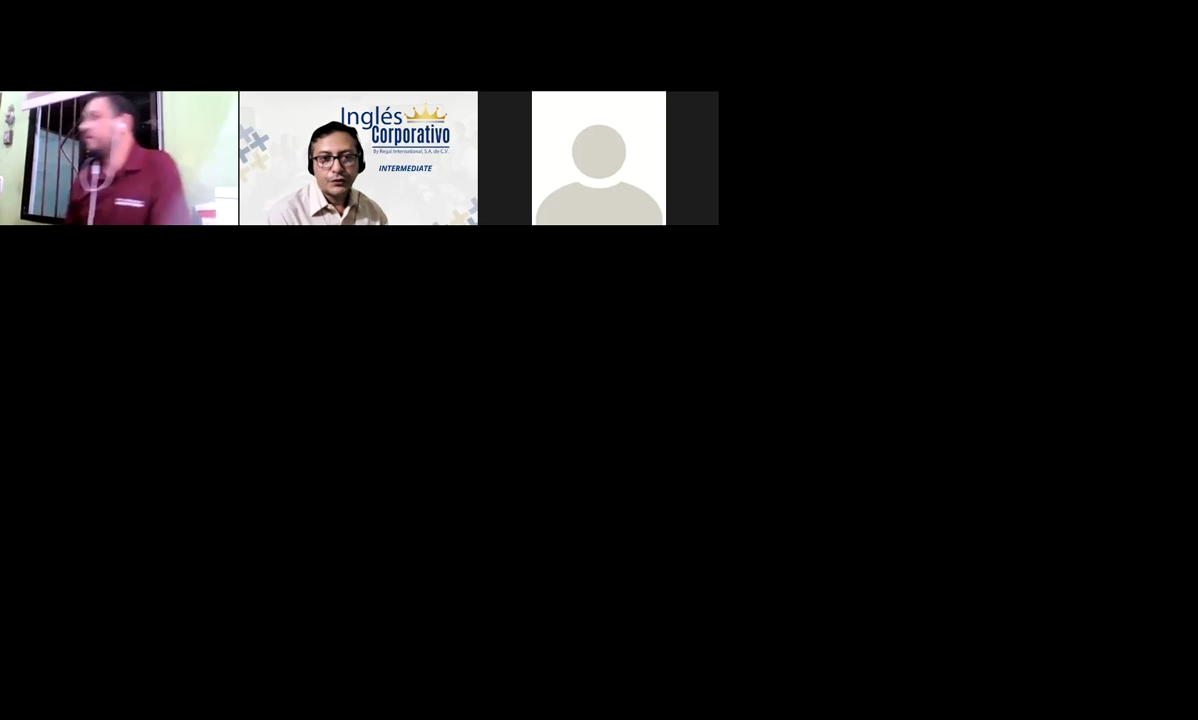 Inglés
Corporativo
By Regal International, S.A. de C.V.
INTERMEDIATE